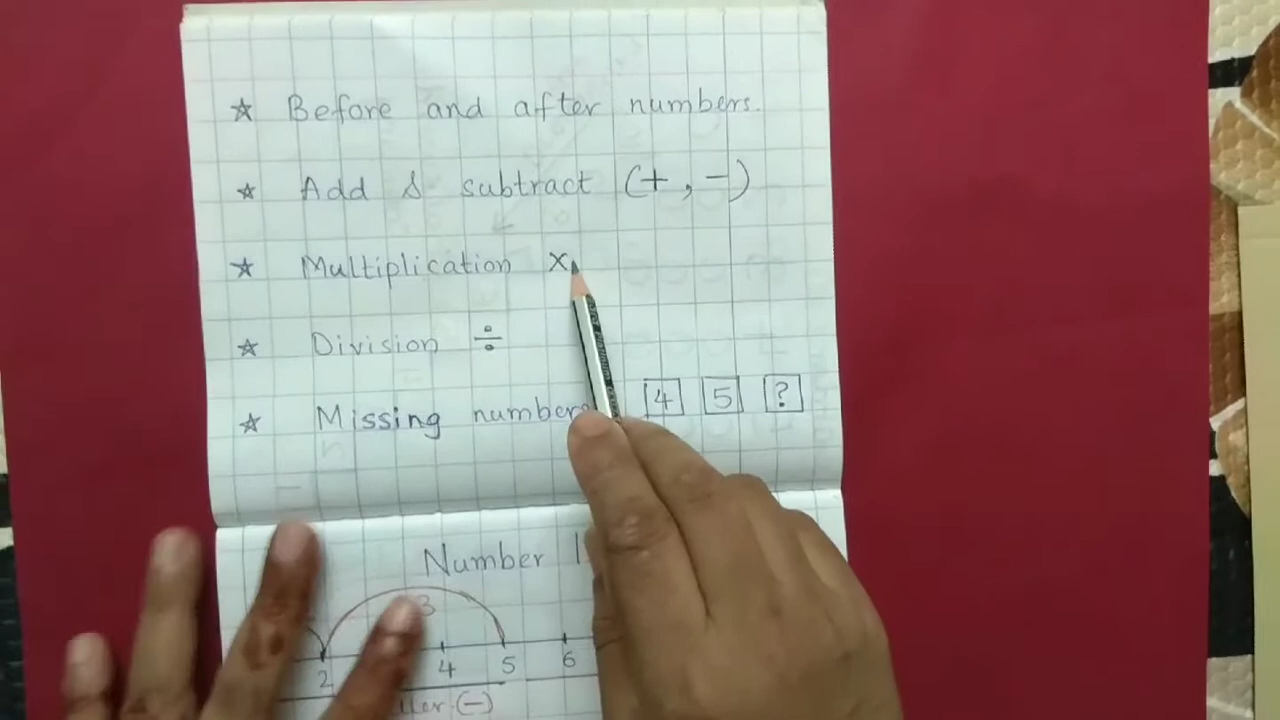 ☆ Before and after numbers.
☆ Add & subtract (+, -)
☆ Multiplication ×
☆ Division ÷
☆ Missing numbers 4 5 ?
Number
3
2 4 5 6
(-)